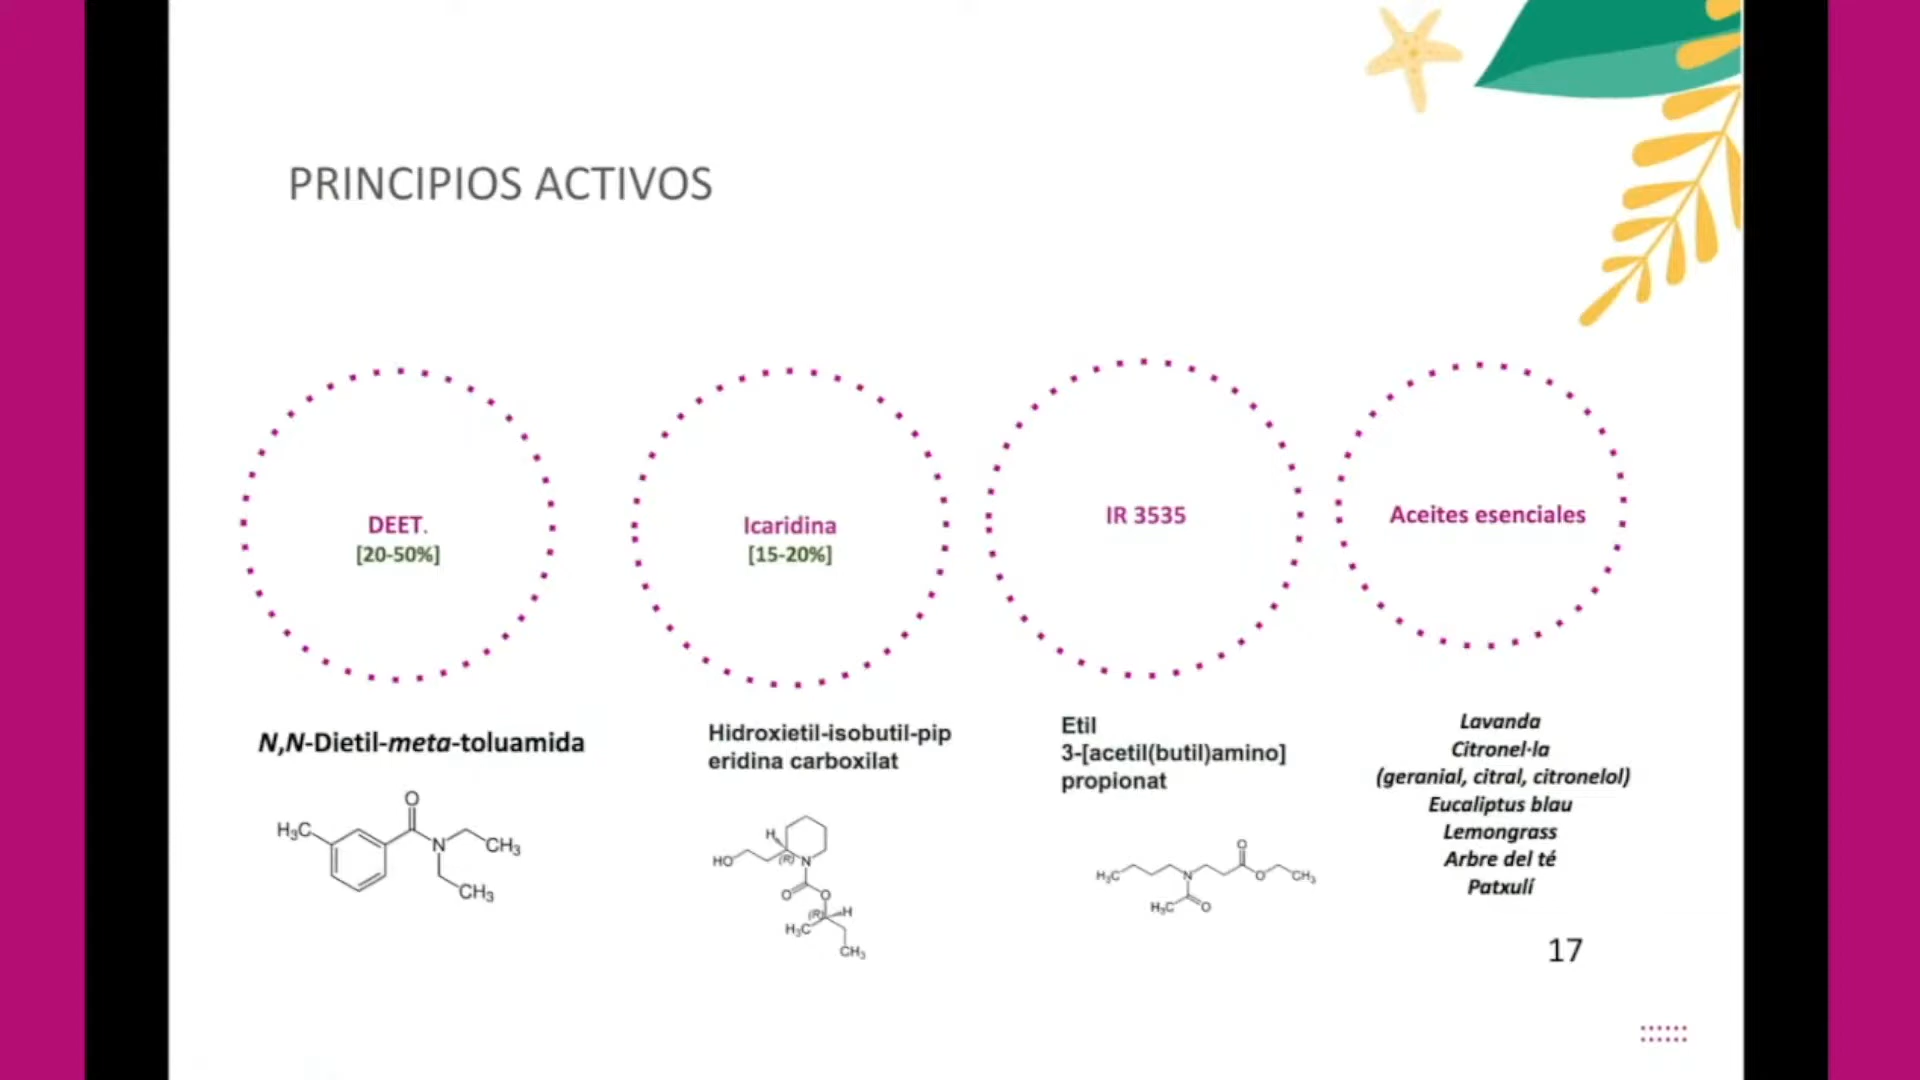 PRINCIPIOS ACTIVOS
DEET.
[20-50%]
Icaridina
[15-20%]
IR 3535
Aceites esenciales
N,N-Dietil-meta-toluamida
Hidroxietil-isobutil-pip
eridina carboxilat
Etil
3-[acetil(butil)amino]
propionat
Lavanda
Citronel·la
(geranial, citral, citronelol)
Eucaliptus blau
Lemongrass
Arbre del té
Patxulí
H₃C
O
N
CH₃
CH₃
H
HO
(R)
N
O
O
(R)
H
H₃C
CH₃
H₃C
N
O
O
CH₃
H₃C
O
17